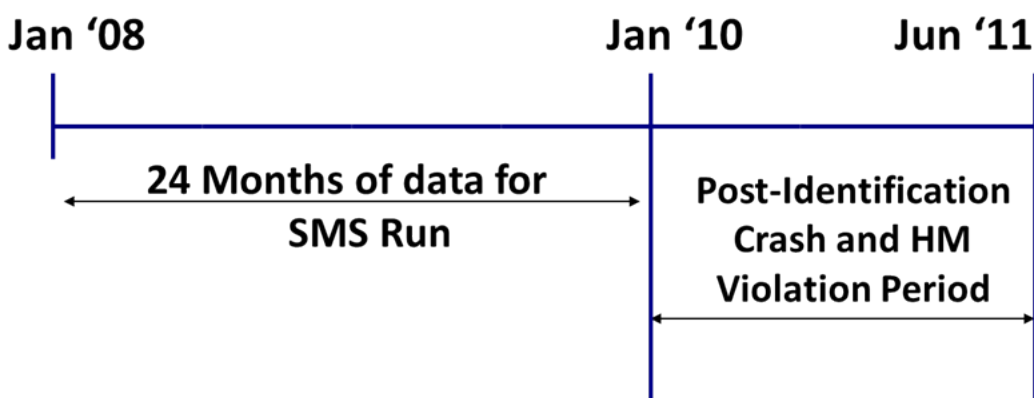 Jan ‘08 Jan ‘10 Jun ‘11
24 Months of data for
SMS Run
Post-Identification
Crash and HM
Violation Period